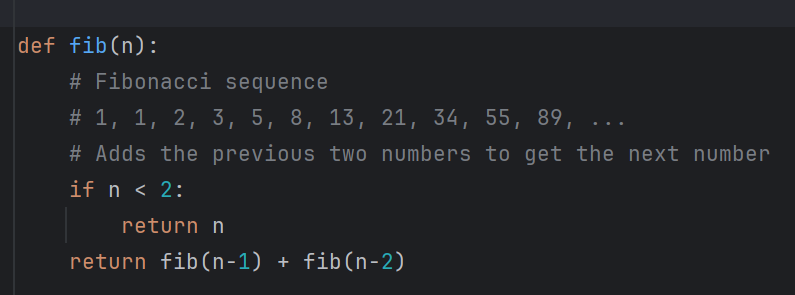 def fib(n):
    # Fibonacci sequence
    # 1, 1, 2, 3, 5, 8, 13, 21, 34, 55, 89, ...
    # Adds the previous two numbers to get the next number
    if n < 2:
        return n
    return fib(n-1) + fib(n-2)